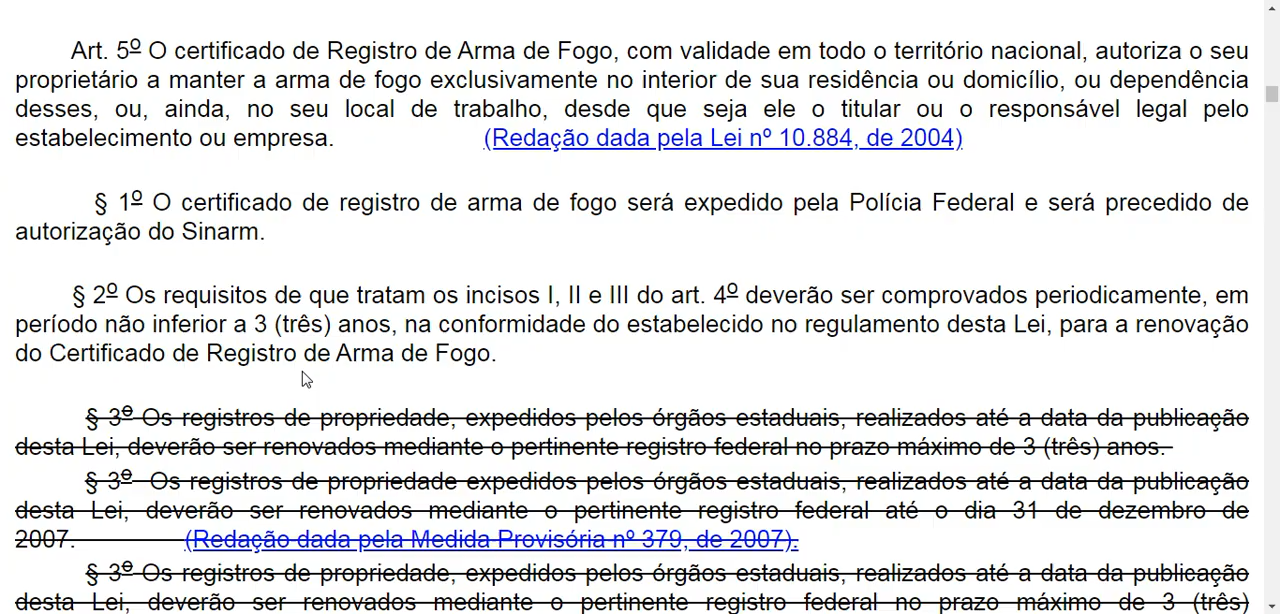 Art. 5º O certificado de Registro de Arma de Fogo, com validade em todo o território nacional, autoriza o seu
proprietário a manter a arma de fogo exclusivamente no interior de sua residência ou domicílio, ou dependência
desses, ou, ainda, no seu local de trabalho, desde que seja ele o titular ou o responsável legal pelo
estabelecimento ou empresa. (Redação dada pela Lei nº 10.884, de 2004)
§ 1º O certificado de registro de arma de fogo será expedido pela Polícia Federal e será precedido de
autorização do Sinarm.
§ 2º Os requisitos de que tratam os incisos I, II e III do art. 4º deverão ser comprovados periodicamente, em
período não inferior a 3 (três) anos, na conformidade do estabelecido no regulamento desta Lei, para a renovação
do Certificado de Registro de Arma de Fogo.
§ 3º Os registros de propriedade, expedidos pelos órgãos estaduais, realizados até a data da publicação
desta Lei, deverão ser renovados mediante o pertinente registro federal no prazo máximo de 3 (três) anos.
§ 3º Os registros de propriedade expedidos pelos órgãos estaduais, realizados até a data da publicação
desta Lei, deverão ser renovados mediante o pertinente registro federal até o dia 31 de dezembro de
2007. (Redação dada pela Medida Provisória nº 379, de 2007).
§ 3º Os registros de propriedade, expedidos pelos órgãos estaduais, realizados até a data da publicação
desta Lei, deverão ser renovados mediante o pertinente registro federal no prazo máximo de 3 (três)